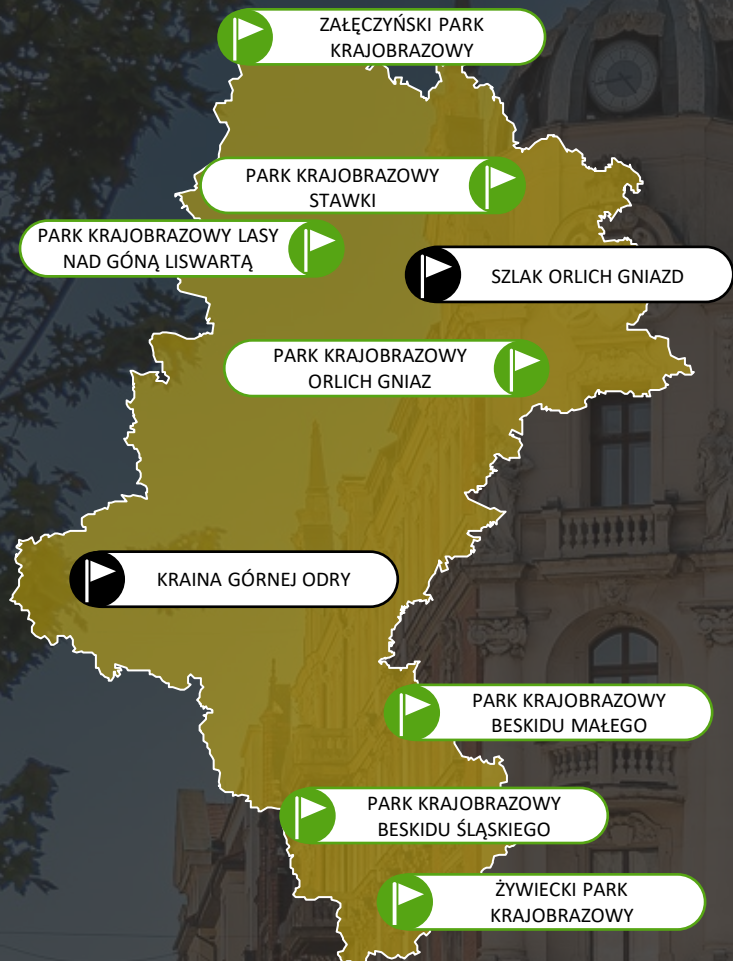 ZAŁĘCZYŃSKI PARK
KRAJOBRAZOWY
PARK KRAJOBRAZOWY
STAWKI
PARK KRAJOBRAZOWY LASY
NAD GÓNĄ LISWARTĄ
SZLAK ORLICH GNIAZD
PARK KRAJOBRAZOWY
ORLICH GNIAZ
KRAINA GÓRNEJ ODRY
PARK KRAJOBRAZOWY
BESKIDU MAŁEGO
PARK KRAJOBRAZOWY
BESKIDU ŚLĄSKIEGO
ŻYWIECKI PARK
KRAJOBRAZOWY